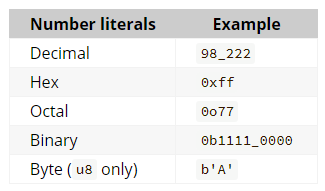 Number literals Example
Decimal 98_222
Hex 0xff
Octal 0o77
Binary 0b1111_0000
Byte ( u8 only) b'A'